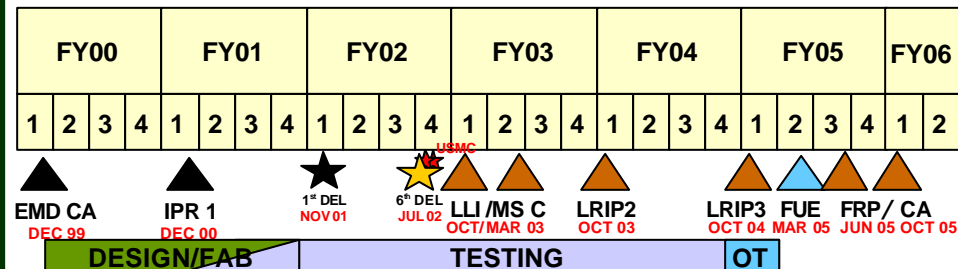 FY00 FY01 FY02 FY03 FY04 FY05 FY06
1 2 3 4 1 2 3 4 1 2 3 4 1 2 3 4 1 2 3 4 1 2 3 4 1 2
USMC
EMD CA IPR 1 1st DEL 6th DEL LLI /MS C LRIP2 LRIP3 FUE FRP/ CA
DEC 99 DEC 00 NOV 01 JUL 02 OCT/ MAR 03 OCT 03 OCT 04 MAR 05 JUN 05 OCT 05
DESIGN/FAB TESTING OT